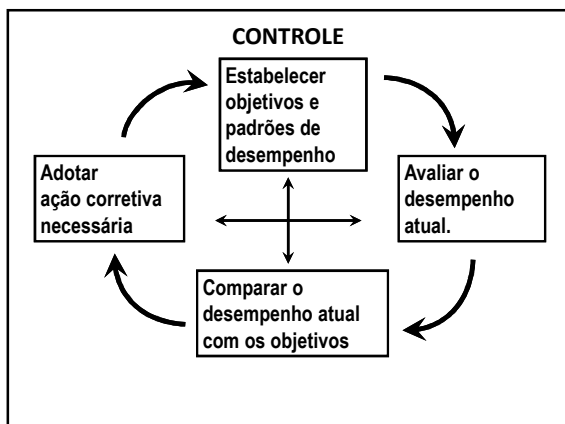 CONTROLE
Estabelecer
objetivos e
padrões de
desempenho
Avaliar o
desempenho
atual.
Comparar o
desempenho atual
com os objetivos
Adotar
ação corretiva
necessária